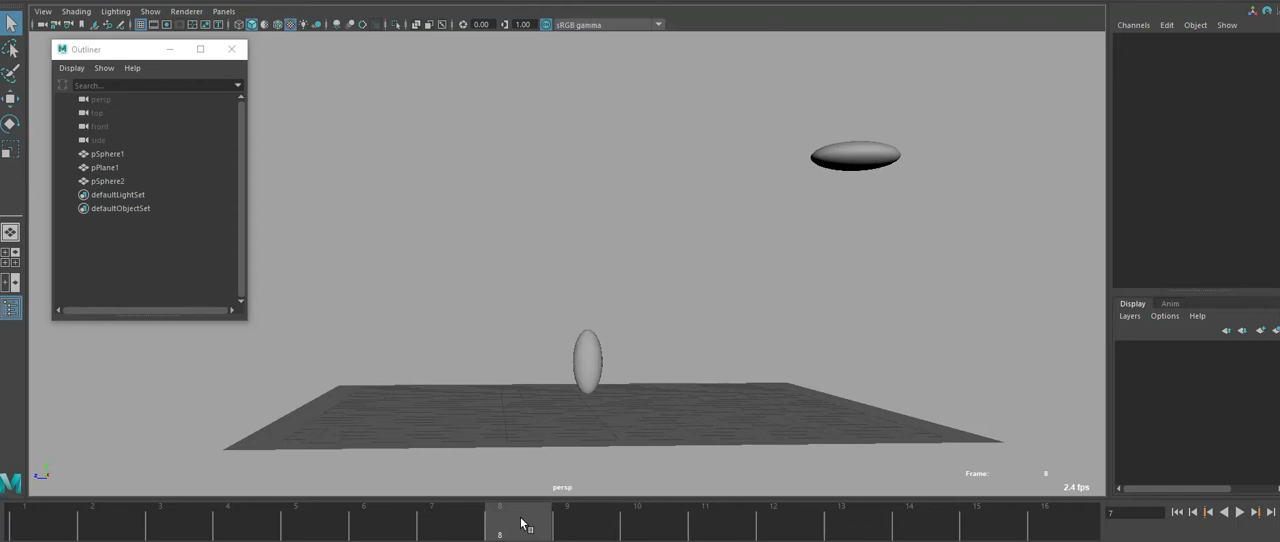 View Shading Lighting Show Renderer Panels
0.00 1.00 sRGB gamma
Channels Edit Object Show
Outliner
Display Show Help
Search...
persp
top
front
side
pSphere1
pPlane1
pSphere2
defaultLightSet
defaultObjectSet
Display Anim
Layers Options Help
Frame: 8
persp
2.4 fps
1 2 3 4 5 6 7 8 9 10 11 12 13 14 15 16
8
7